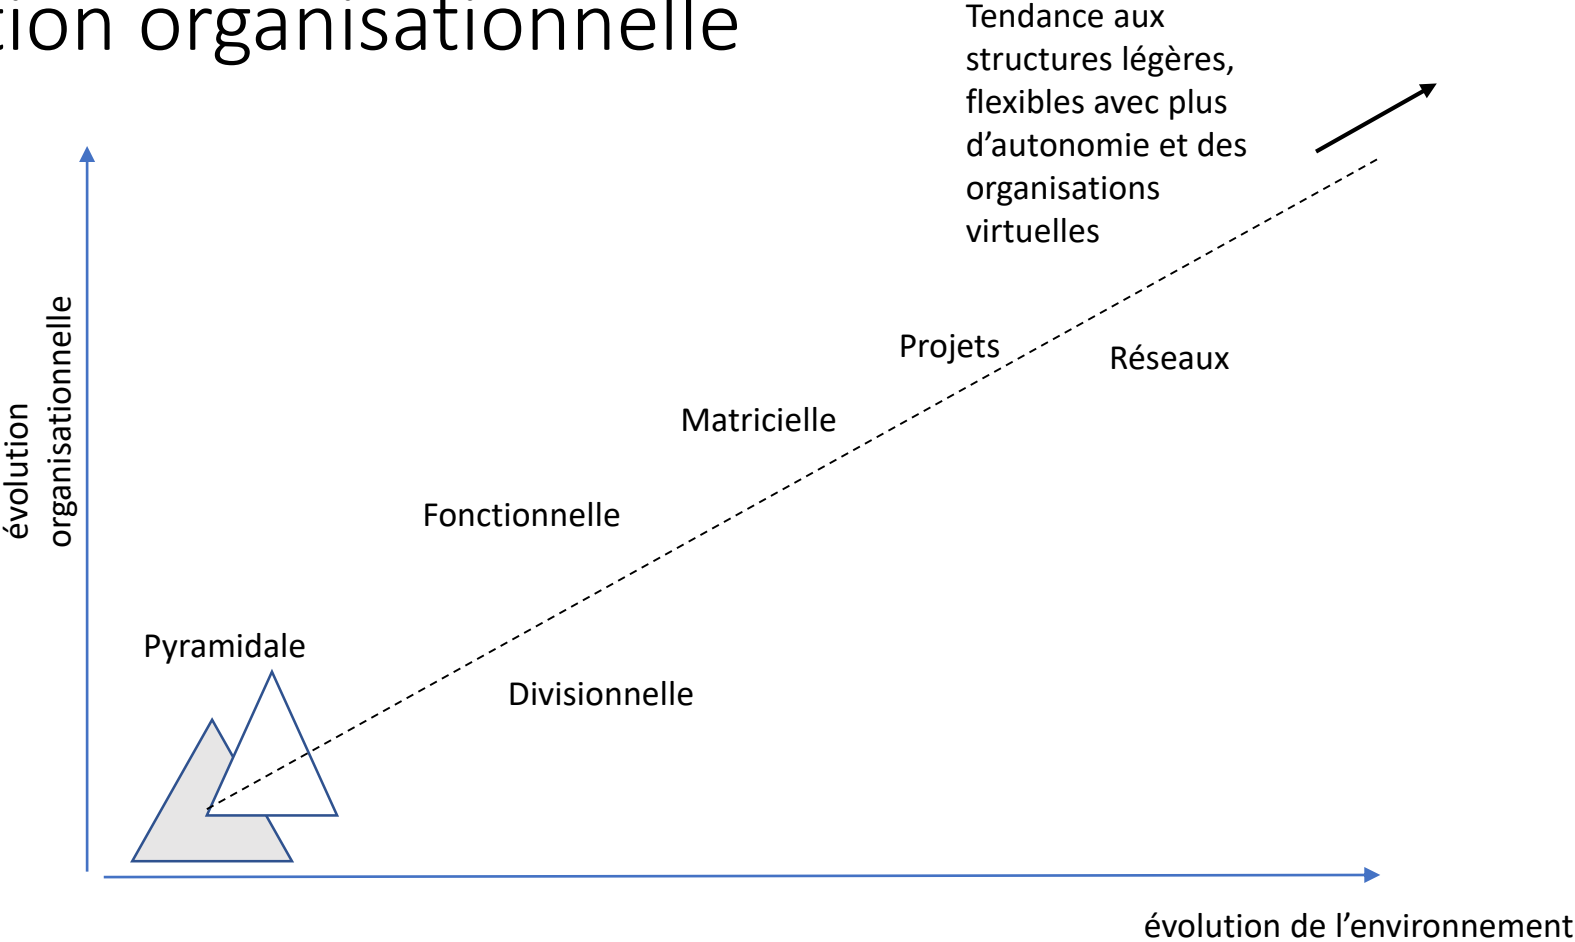 organisationnelle
Tendance aux
structures légères,
flexibles avec plus
d’autonomie et des
organisations
virtuelles
évolution
organisationnelle
Projets
Réseaux
Matricielle
Fonctionnelle
Pyramidale
Divisionnelle
évolution de l’environnement